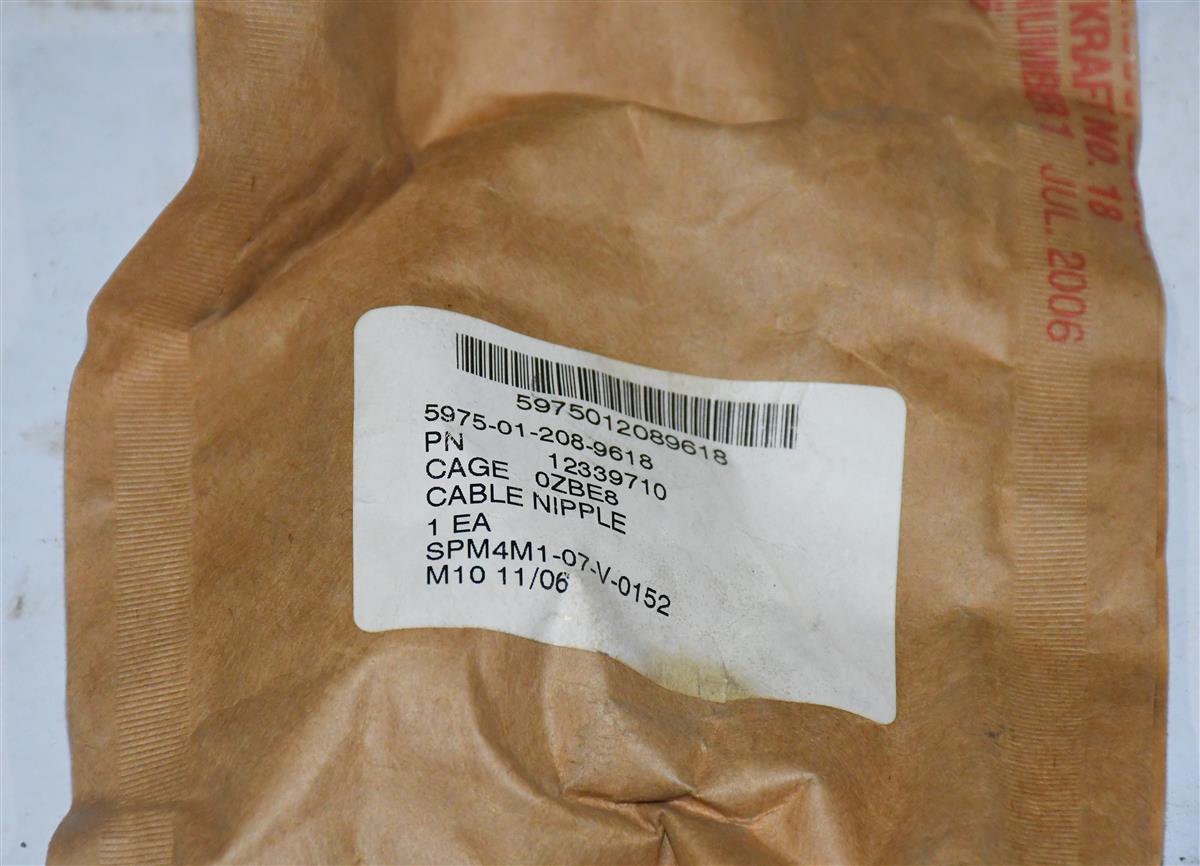 KRAFT NO. 18
JUL. 2006
5975012089618
5975-01-208-9618
PN 12339710
CAGE 0ZBE8
CABLE NIPPLE
1 EA
SPM4M1-07-V-0152
M10 11/06